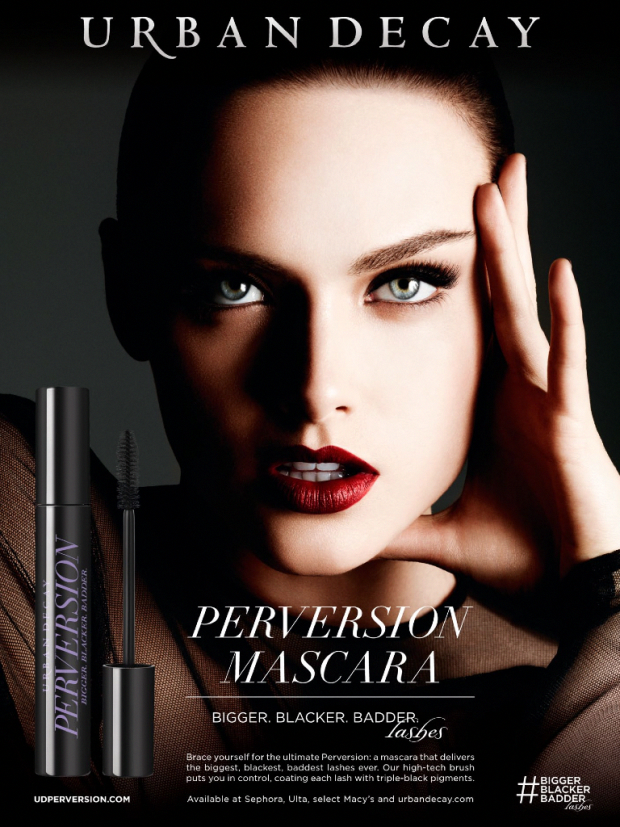 URBAN DECAY
URBAN DECAY
PERVERSION
BIGGER. BLACKER. BADDER.
PERVERSION
MASCARA
BIGGER. BLACKER. BADDER.
lashes
Brace yourself for the ultimate Perversion: a mascara that delivers
the biggest, blackest, baddest lashes ever. Our high-tech brush
puts you in control, coating each lash with triple-black pigments.
Available at Sephora, Ulta, select Macy's and urbandecay.com
UDPERVERSION.COM
#BIGGER
BLACKER
BADDER
lashes